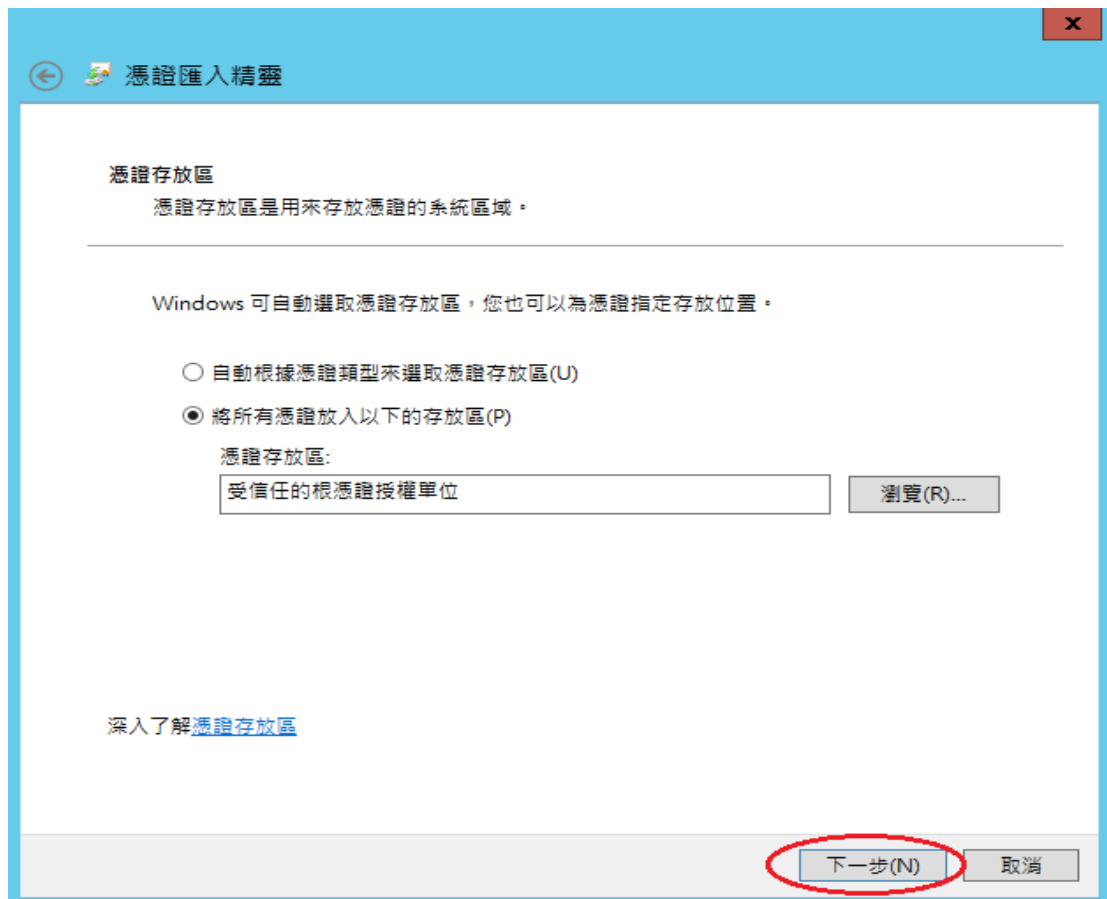 x
憑證匯入精靈
憑證存放區
憑證存放區是用來存放憑證的系統區域。
Windows 可自動選取憑證存放區，您也可以為憑證指定存放位置。
自動根據憑證類型來選取憑證存放區(U)
將所有憑證放入以下的存放區(P)
憑證存放區:
受信任的根憑證授權單位
瀏覽(R)...
深入了解憑證存放區
下一步(N)
取消